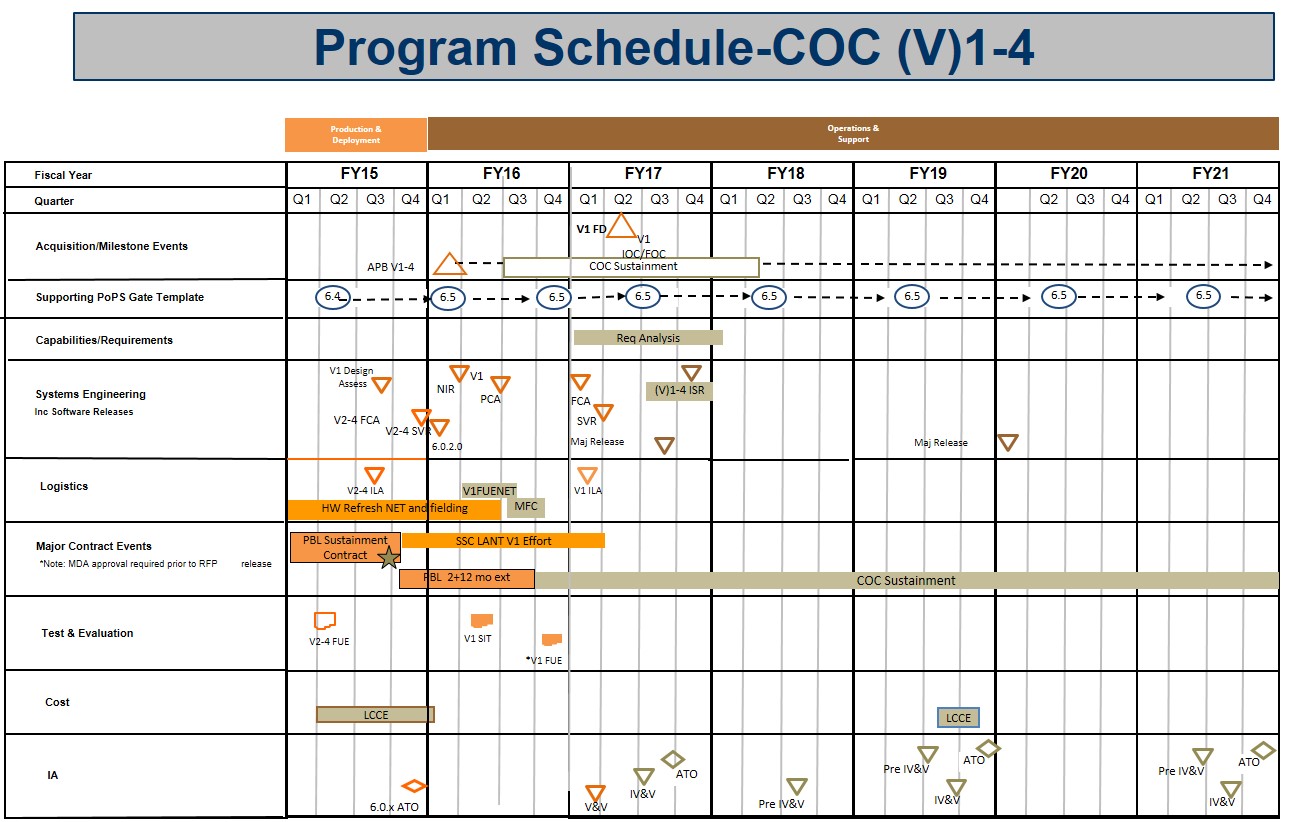 Program Schedule-COC (V)1-4
Production &
Deployment
Operations &
Support
Fiscal Year FY15 FY16 FY17 FY18 FY19 FY20 FY21
Quarter Q1 Q2 Q3 Q4 Q1 Q2 Q3 Q4 Q1 Q2 Q3 Q4 Q1 Q2 Q3 Q4 Q1 Q2 Q3 Q4 Q2 Q3 Q4 Q1 Q2 Q3 Q4
Acquisition/Milestone Events
V1 FD
V1
IOC/FOC
APB V1-4
COC Sustainment
Supporting PoPS Gate Template
6.4 6.5 6.5 6.5 6.5 6.5 6.5 6.5
Capabilities/Requirements
Req Analysis
Systems Engineering
Inc Software Releases
V1 Design
Assess
NIR
V1
PCA
FCA
(V)1-4 ISR
V2-4 FCA
V2-4 SVR
SVR
6.0.2.0
Maj Release
Maj Release
Logistics
V2-4 ILA
V1FUENET
V1 ILA
HW Refresh NET and fielding
MFC
Major Contract Events
*Note: MDA approval required prior to RFP release
PBL Sustainment
Contract
SSC LANT V1 Effort
PBL 2+12 mo ext
COC Sustainment
Test & Evaluation
V2-4 FUE
V1 SIT
*V1 FUE
Cost
LCCE
LCCE
IA
6.0.x ATO
V&V
IV&V
ATO
Pre IV&V
Pre IV&V
IV&V
ATO
Pre IV&V
IV&V
ATO